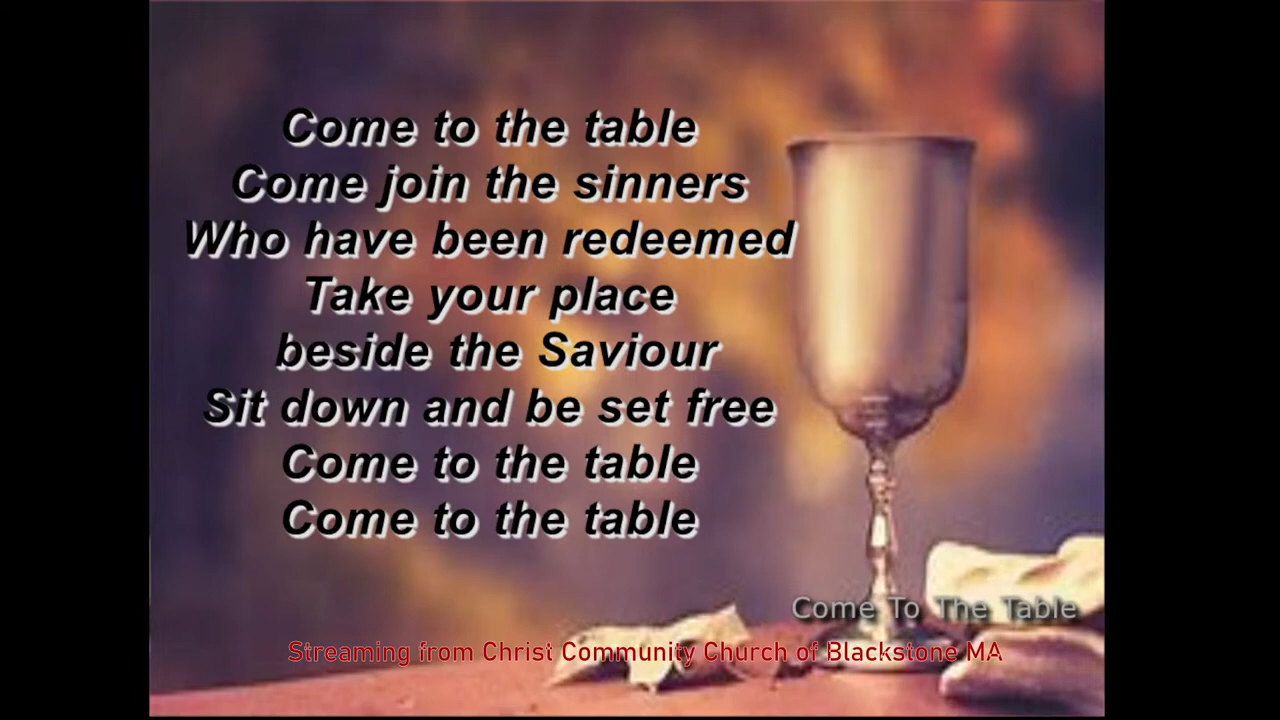 Come to the table
Come join the sinners
Who have been redeemed
Take your place
beside the Saviour
Sit down and be set free
Come to the table
Come to the table
Come To The Table
Streaming from Christ Community Church of Blackstone MA